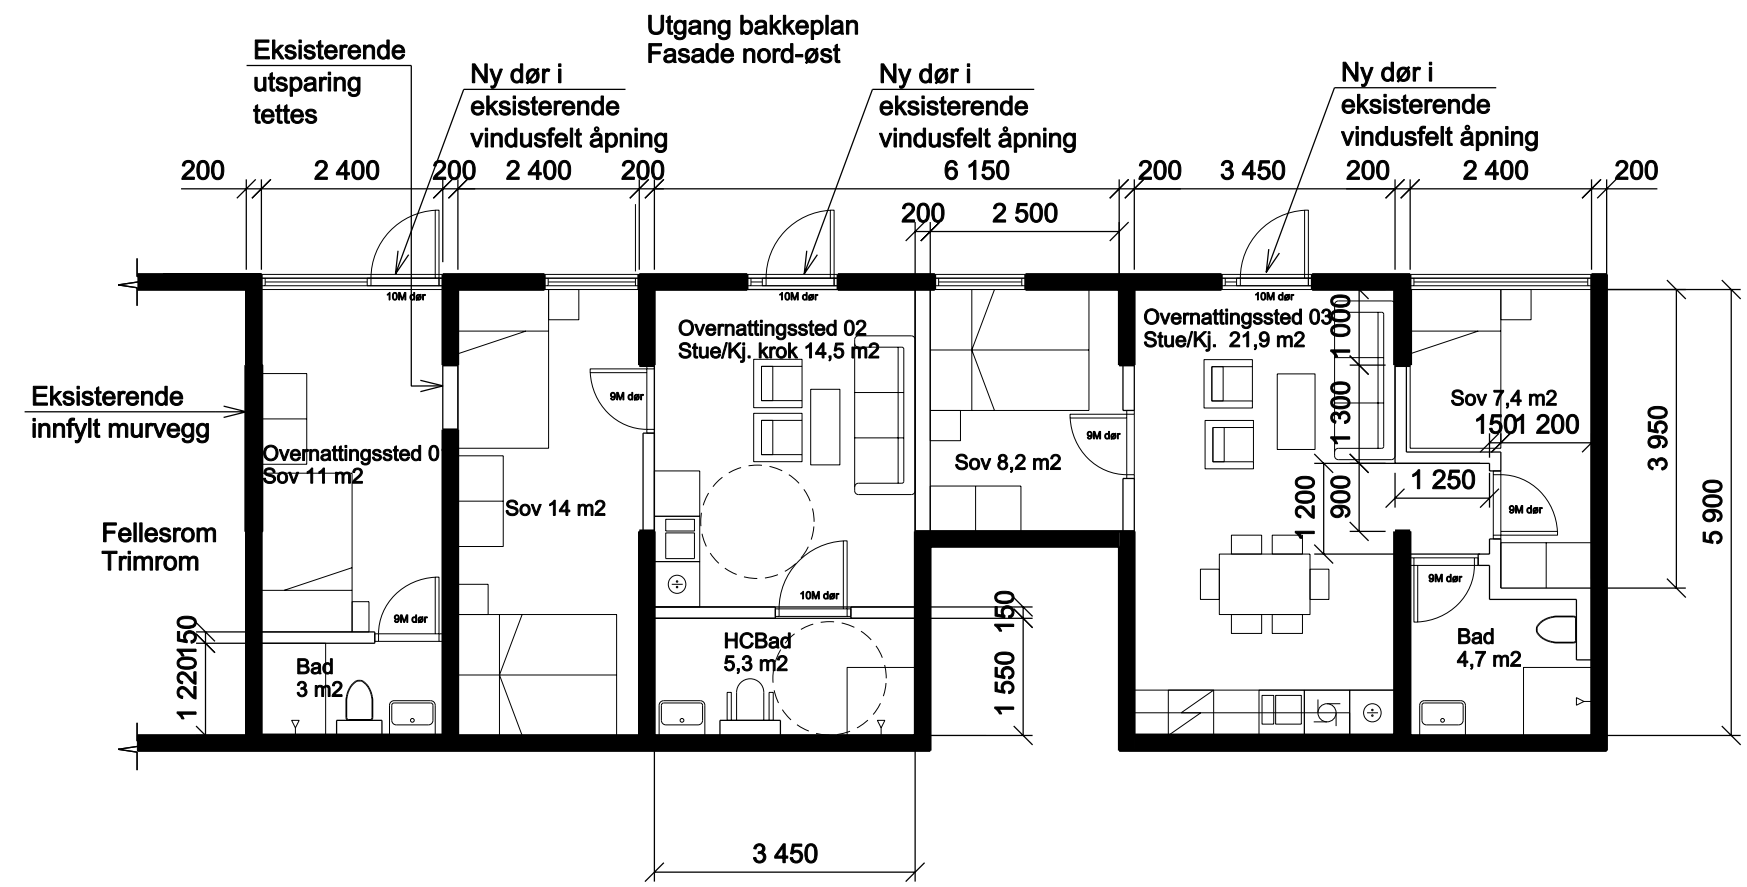 Utgang bakkeplan
Fasade nord-øst
Eksisterende
utsparing
tettes
Ny dør i
eksisterende
vindusfelt åpning
Ny dør i
eksisterende
vindusfelt åpning
Ny dør i
eksisterende
vindusfelt åpning
200
2 400
200
2 400
200
6 150
200
3 450
200
2 400
200
200
2 500
10M dør
10M dør
10M dør
Overnattingssted 02
Stue/Kj. krok 14,5 m2
Overnattingssted 03
Stue/Kj. 21,9 m2
1 000
Eksisterende
innfylt murvegg
9M dør
9M dør
1 300
Sov 7,4 m2
150
1 200
3 950
Overnattingssted 0
Sov 11 m2
Sov 8,2 m2
1 250
Sov 14 m2
1 200
900
9M dør
5 900
Fellesrom
Trimrom
9M dør
10M dør
9M dør
150
1 220
150
1 550
Bad
3 m2
HCBad
5,3 m2
Bad
4,7 m2
3 450